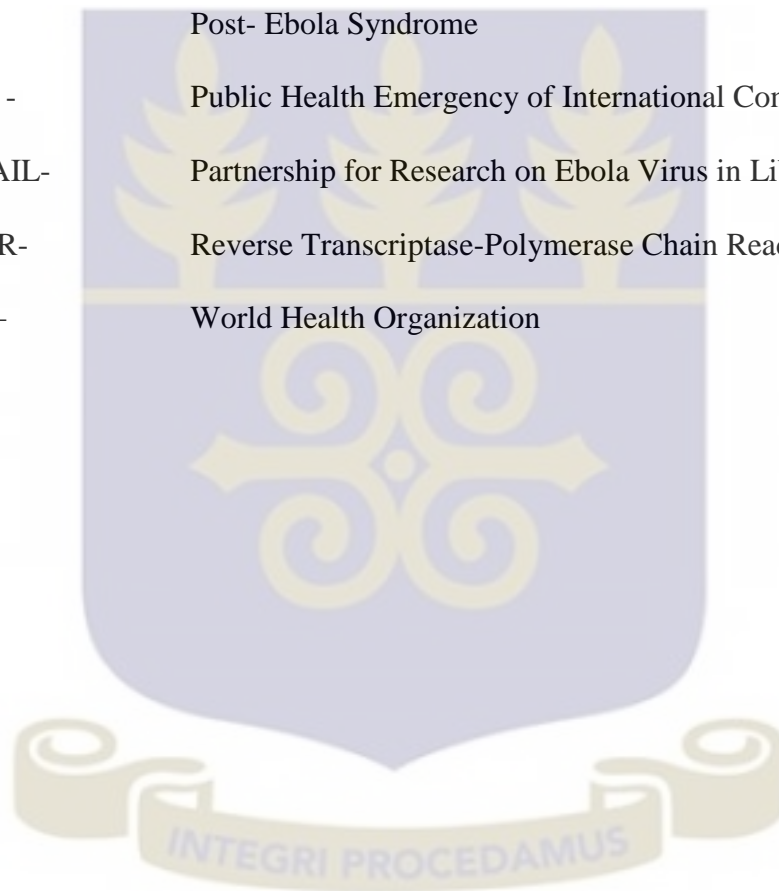 Post- Ebola Syndrome
- Public Health Emergency of International Con
AIL- Partnership for Research on Ebola Virus in Li
R- Reverse Transcriptase-Polymerase Chain Reac
– World Health Organization
INTEGRI PROCEDAMUS